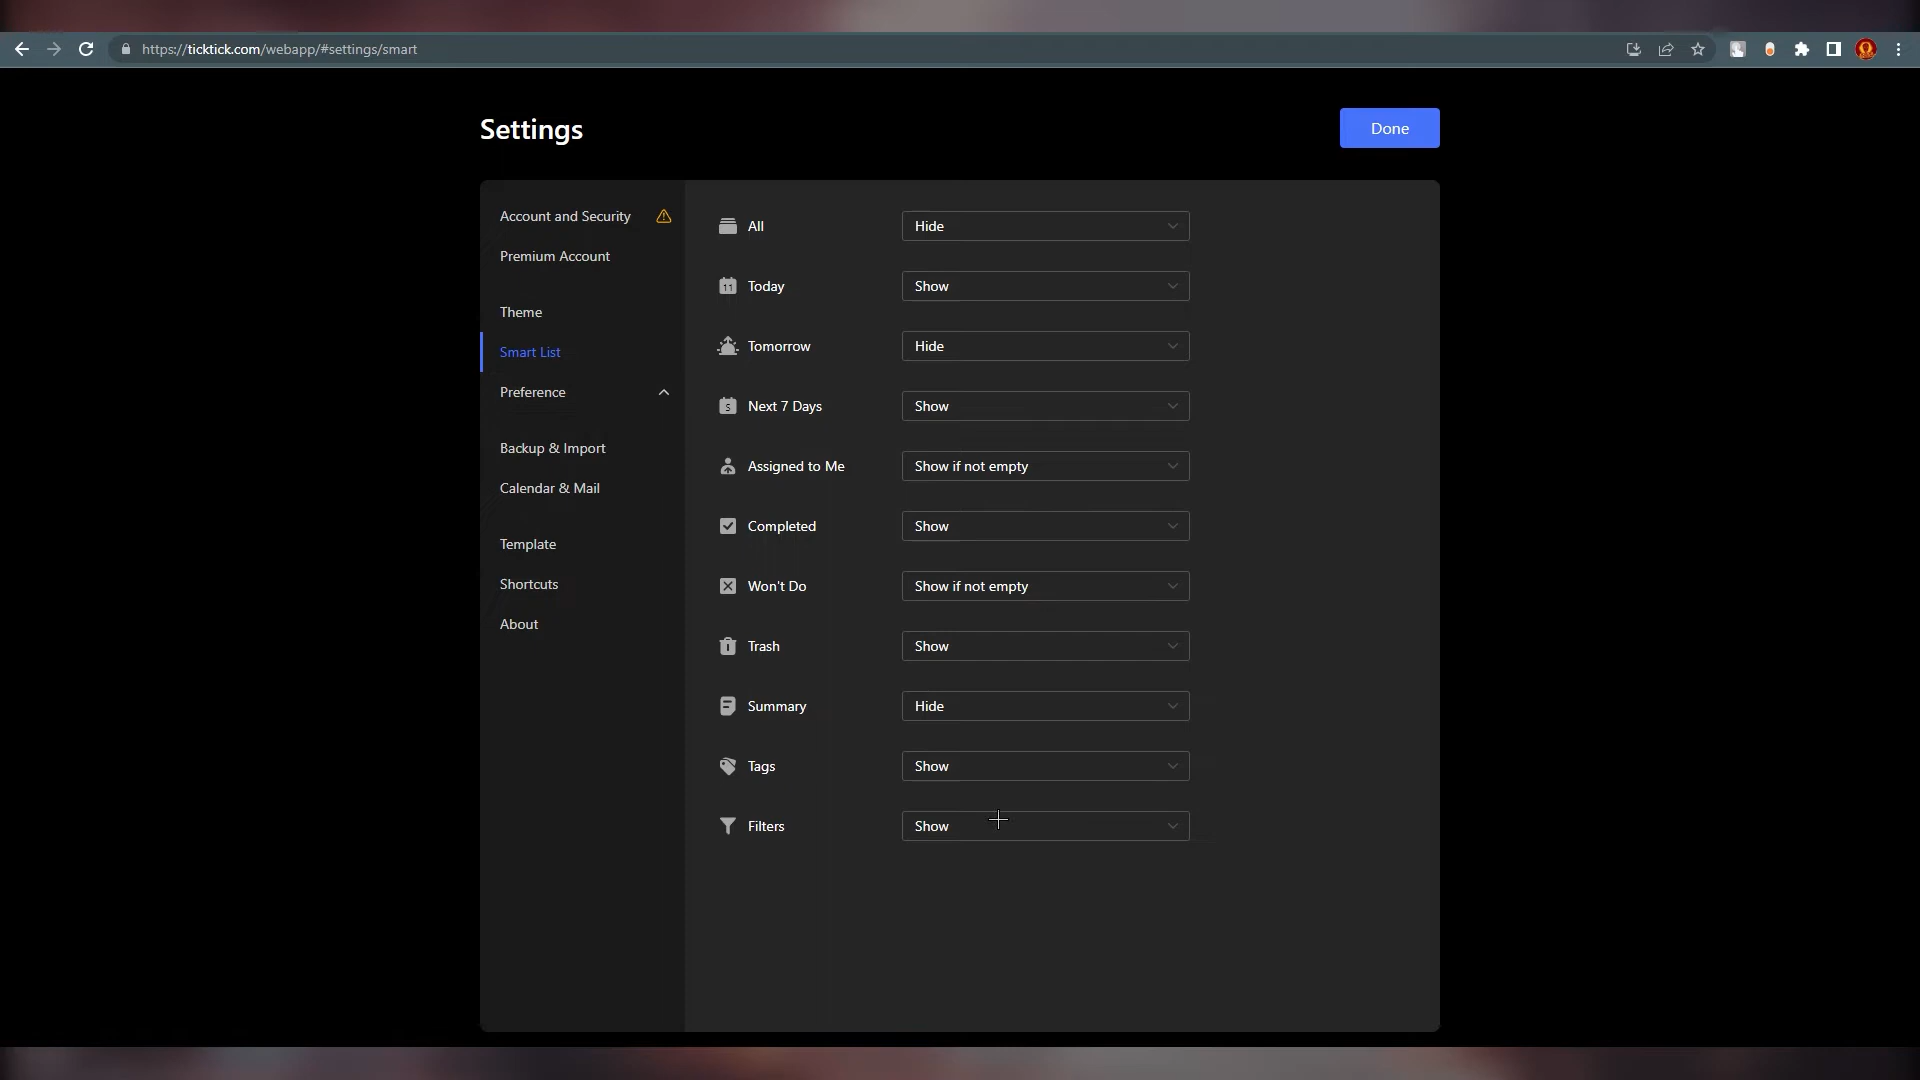 https://ticktick.com/webapp/#settings/smart
Settings
Done
Account and Security
Premium Account
Theme
Smart List
Preference
Backup & Import
Calendar & Mail
Template
Shortcuts
About
All Hide
11 Today Show
Tomorrow Hide
S Next 7 Days Show
Assigned to Me Show if not empty
Completed Show
Won't Do Show if not empty
Trash Show
Summary Hide
Tags Show
Filters Show